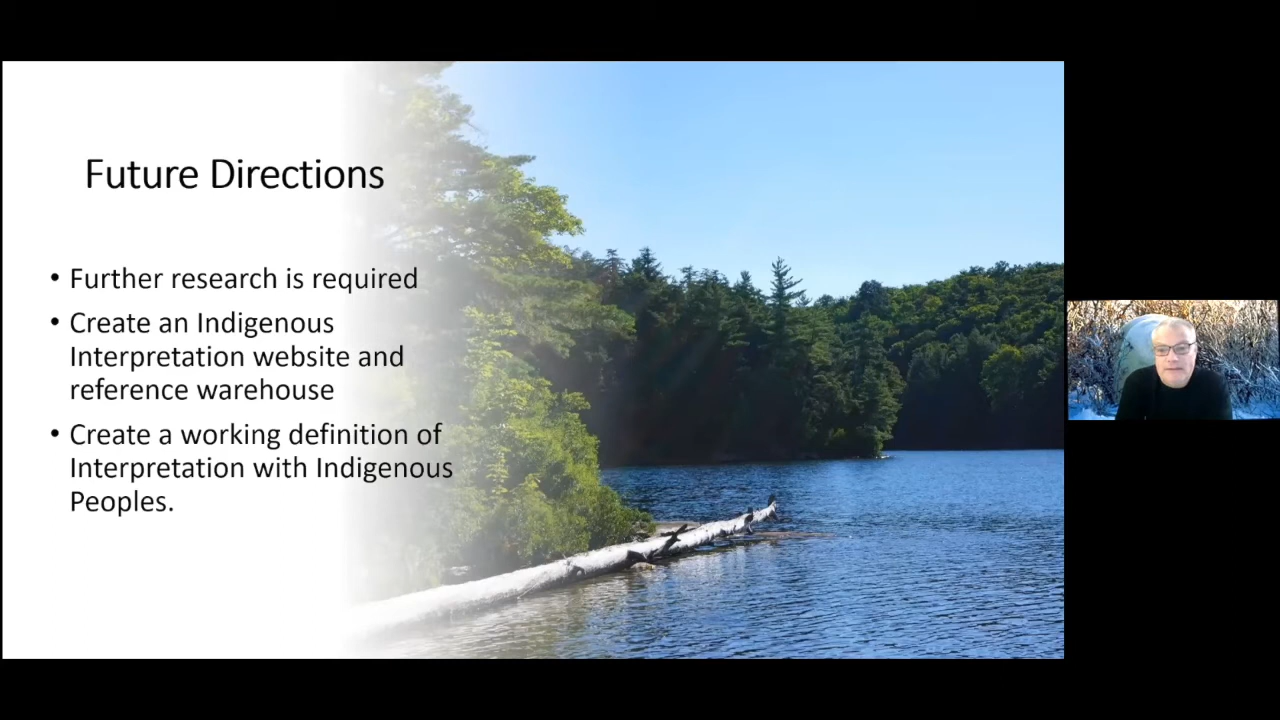 Future Directions
• Further research is required
• Create an Indigenous
Interpretation website and
reference warehouse
• Create a working definition of
Interpretation with Indigenous
Peoples.